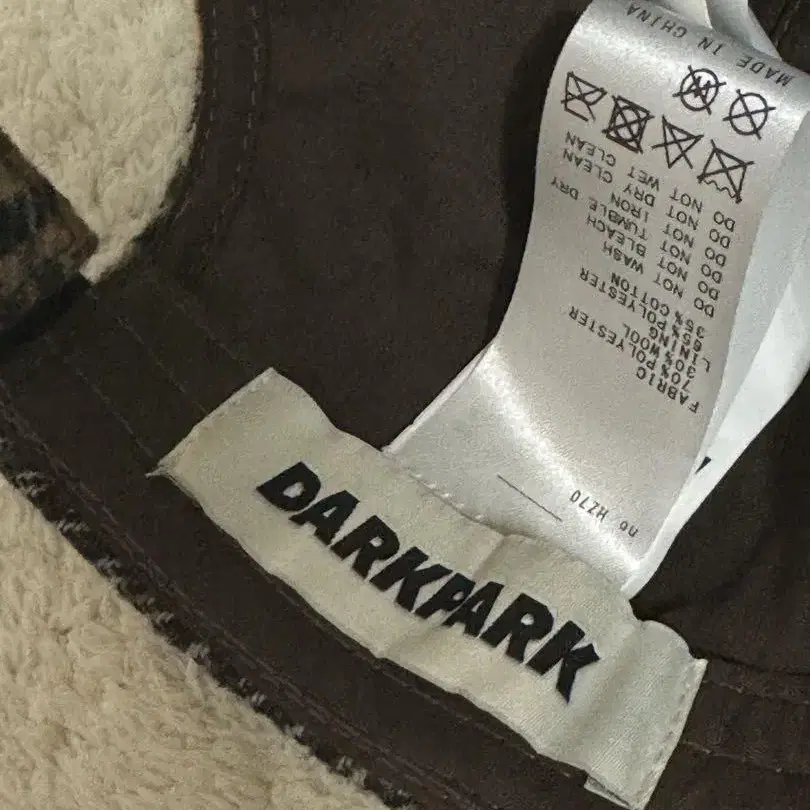 DARKPARK
no HZ70
FABRIC
70%POLYESTER
30%WOOL
LINING
65%POLYESTER
35%COTTON
DO NOT WASH
DO NOT BLEACH
DO NOT TUMBLE DRY
DO NOT IRON
DO NOT DRY CLEAN
DO NOT WET CLEAN
MADE IN CHINA